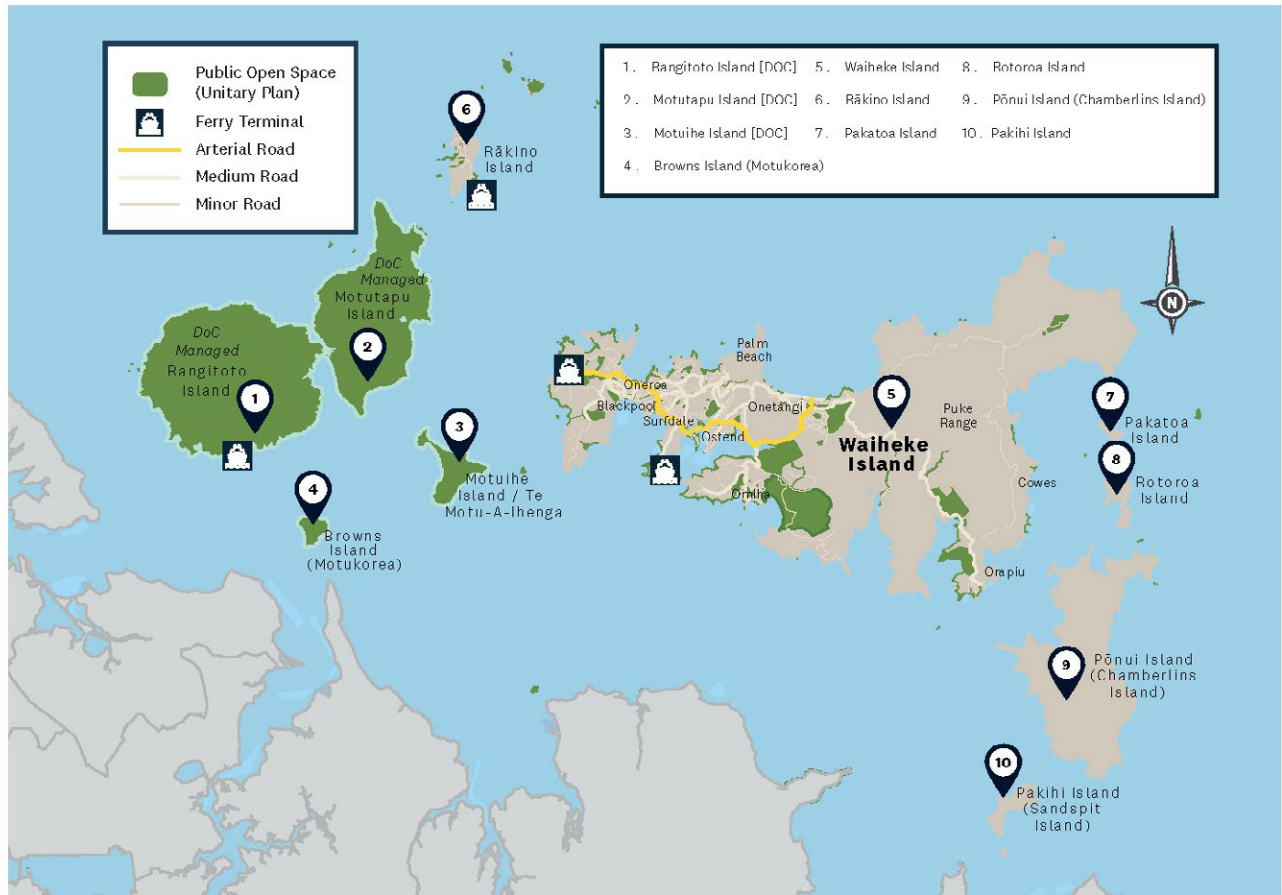 Public Open Space
(Unitary Plan)
Ferry Terminal
Arterial Road
Medium Road
Minor Road
1. Rangitoto Island [DOC]
2. Motutapu Island [DOC]
3. Motuihe Island [DOC]
4. Browns Island (Motukorea)
5. Waiheke Island
6. Rākino Island
7. Pakatoa Island
8. Rotoroa Island
9. Pōnui Island (Chamberlins Island)
10. Pakihi Island
6
Rākino
Island
DoC
Managed
Motutapu
Island
2
DoC
Managed
Rangitoto
Island
1
3
Motuihe
Island / Te
Motu-A-Ihenga
4
Browns
Island
(Motukorea)
Palm
Beach
Oneroa
Blackpool
Surfdale
Ostend
Onetangi
Omiha
5
Waiheke
Island
Puke
Range
Cowes
Orapiu
N
7
Pakatoa
Island
8
Rotoroa
Island
9
Pōnui Island
(Chamberlins
Island)
10
Pakihi Island
(Sandspit
Island)